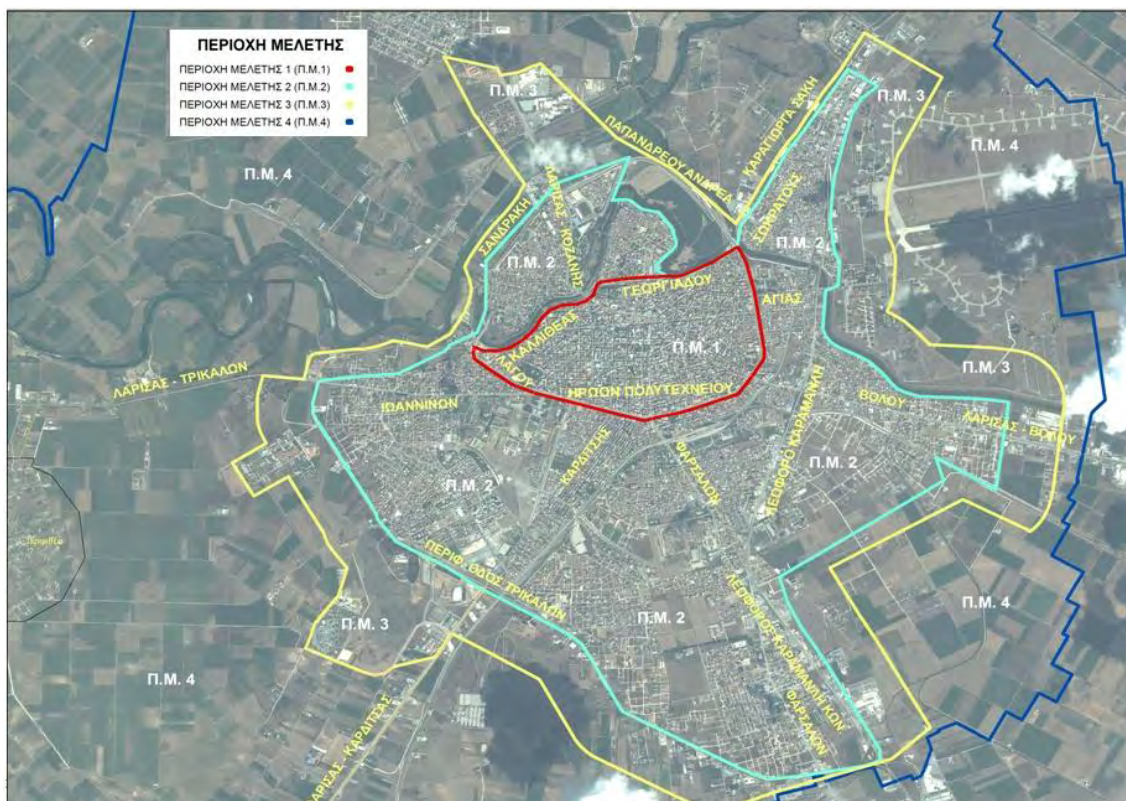 ΠΕΡΙΟΧΗ ΜΕΛΕΤΗΣ
ΠΕΡΙΟΧΗ ΜΕΛΕΤΗΣ 1 (Π.Μ.1)
ΠΕΡΙΟΧΗ ΜΕΛΕΤΗΣ 2 (Π.Μ.2)
ΠΕΡΙΟΧΗ ΜΕΛΕΤΗΣ 3 (Π.Μ.3)
ΠΕΡΙΟΧΗ ΜΕΛΕΤΗΣ 4 (Π.Μ.4)
Π.Μ. 3
Π.Μ. 3
Π.Μ. 4
Π.Μ. 4
ΠΑΠΑΝΔΡΕΟΥ ΑΝΔΡΕΑ
ΚΑΡΑΓΙΩΡΓΑ ΣΑΚΗ
ΣΩΚΡΑΤΟΥΣ
ΛΑΡΙΣΑΣ ΚΟΖΑΝΗΣ
ΣΑΝΔΡΑΚΗ
Π.Μ. 2
Π.Μ. 2
ΓΕΩΡΓΙΑΔΟΥ
ΑΓΙΑΣ
ΚΑΛΛΙΘΕΑΣ
ΛΑΓΟΥ
Π.Μ. 1
ΛΑΡΙΣΑΣ - ΤΡΙΚΑΛΩΝ
ΗΡΩΩΝ ΠΟΛΥΤΕΧΝΕΙΟΥ
ΙΩΑΝΝΙΝΩΝ
Π.Μ. 3
ΒΟΛΟΥ
ΛΑΡΙΣΑΣ - ΒΟΛΟΥ
ΚΑΡΔΙΤΣΗΣ
ΦΑΡΣΑΛΩΝ
ΛΕΩΦΟΡΟ ΚΑΡΑΜΑΝΛΗ
Π.Μ. 2
Π.Μ. 2
ΠΕΡΙΦ. ΟΔΟΣ ΤΡΙΚΑΛΩΝ
ΛΕΩΦΟΡΟΣ ΚΑΡΑΜΑΝΛΗ ΚΩΝ
Π.Μ. 4
Π.Μ. 3
Π.Μ. 2
Π.Μ. 4
ΦΑΡΣΑΛΩΝ
ΛΑΡΙΣΑΣ - ΚΑΡΔΙΤΣΑΣ